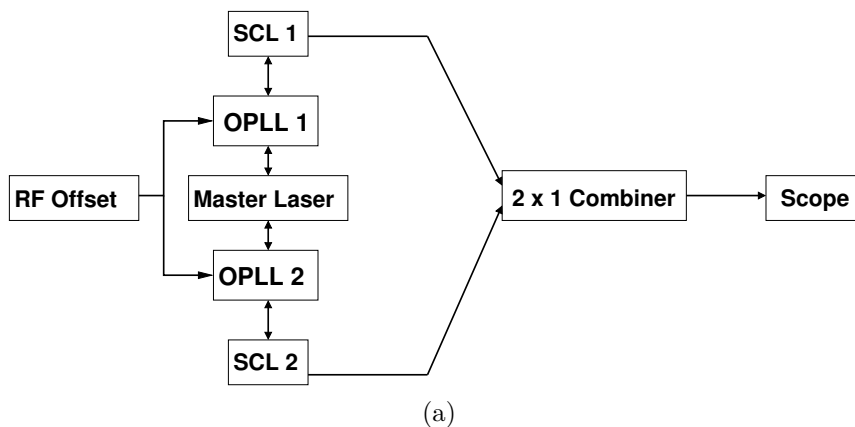 SCL 1
OPLL 1
RF Offset
Master Laser
2 x 1 Combiner
Scope
OPLL 2
SCL 2
(a)